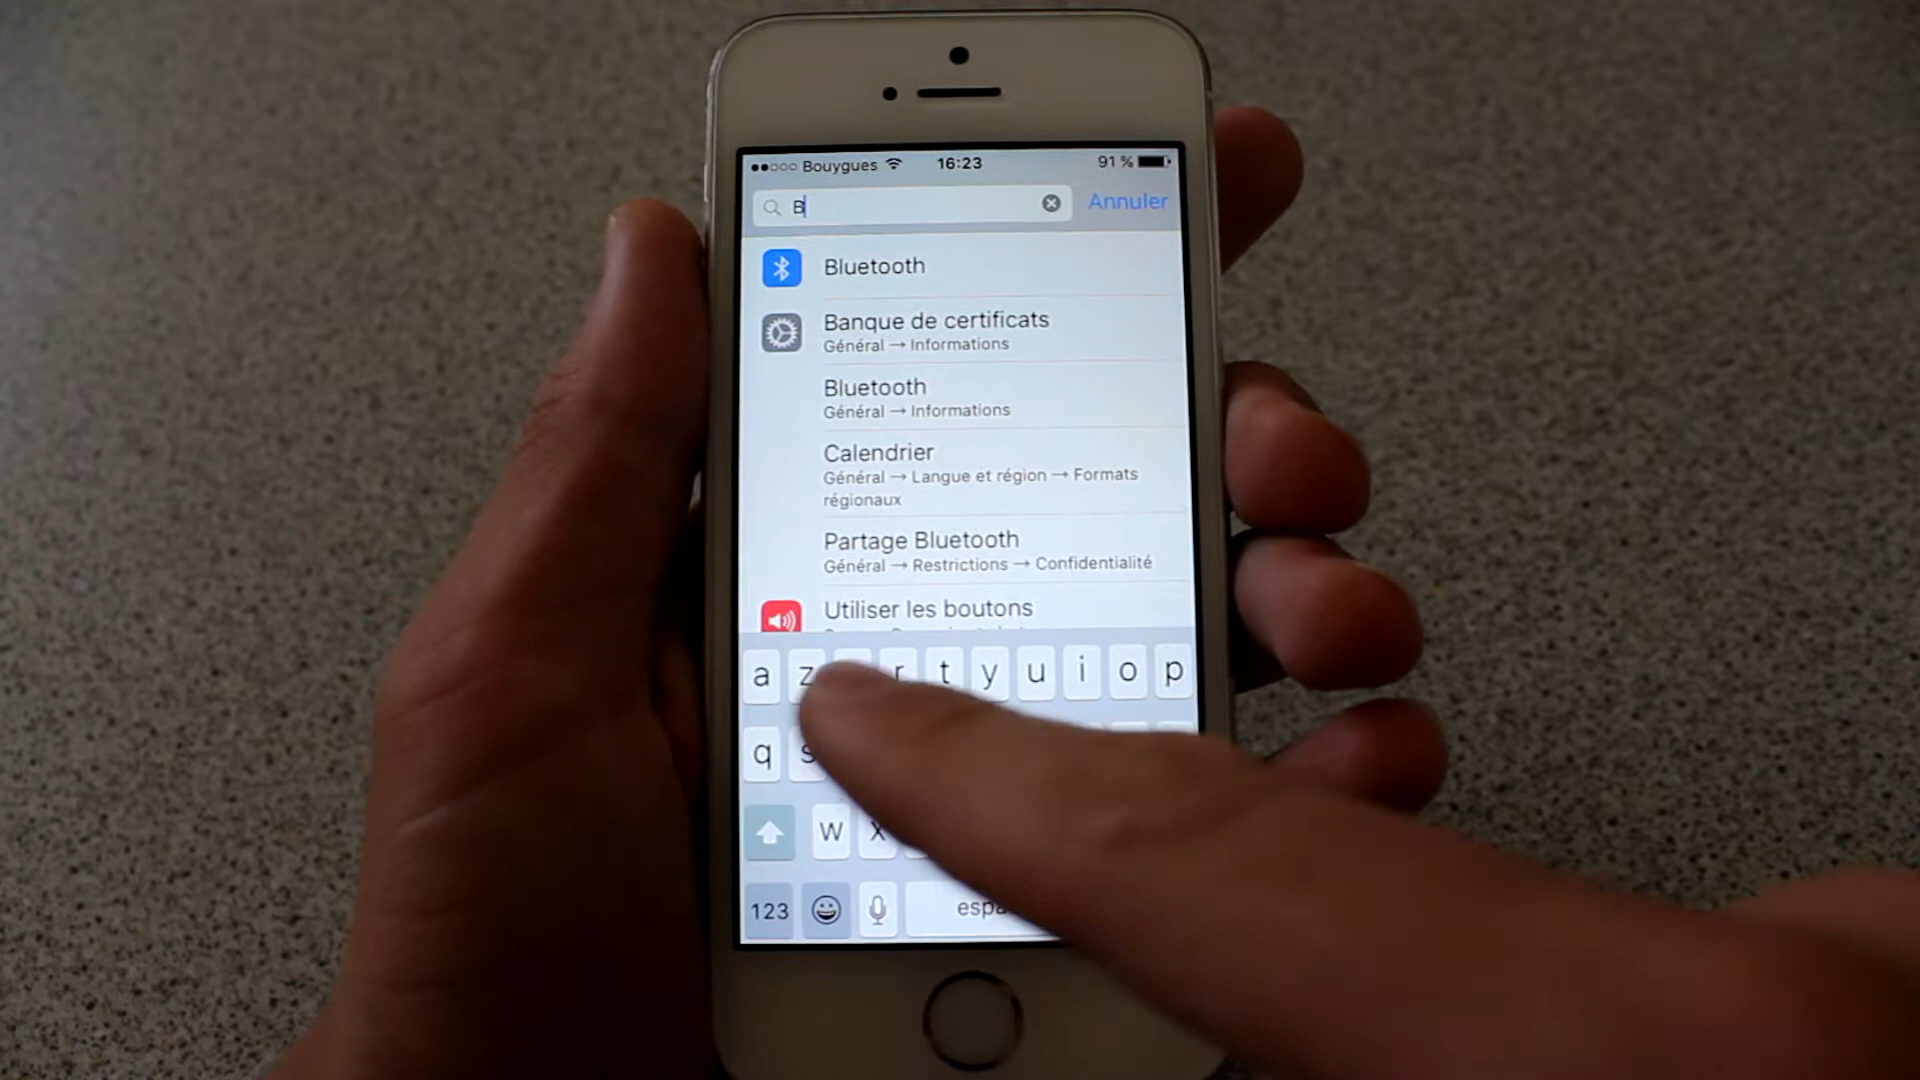 Bouygues 16:23 91 %
B Annuler
Bluetooth
Banque de certificats
Général → Informations
Bluetooth
Général → Informations
Calendrier
Général → Langue et région → Formats
régionaux
Partage Bluetooth
Général → Restrictions → Confidentialité
Utiliser les boutons
a z r t y u i o p
q s
w x
123